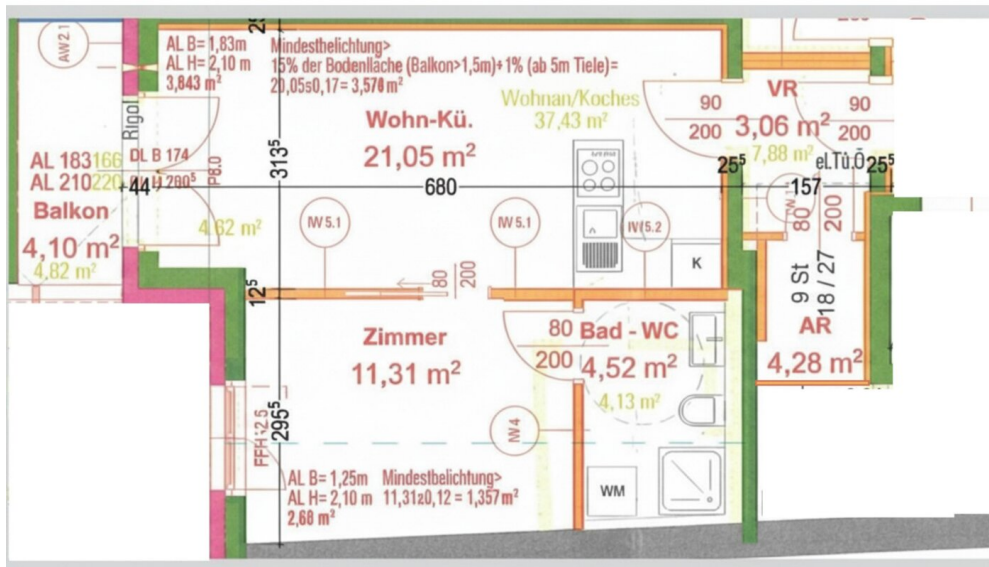 AW 2.1
AL B= 1,83m
AL H= 2,10 m
3,843 m²
Mindestbelichtung>
15% der Bodenfläche (Balkon>1,5m)+1% (ab 5m Tiele)=
Wohn-Kü.
21,05 m²
Wohnan/Koches
37,43 m²
90
200
VR
3,06 m²
7,88 m²
90
200
el.Tü.Ö
Rigol
AL 183 166
AL 210 220
DL B 174
Balkon
4,10 m²
4,82 m²
44
4,62 m²
313⁵
680
25⁵
157
25⁵
IW 5.1
IW 5.1
IW 5.2
K
80
200
80
200
9 St
18 / 27
AR
4,28 m²
12⁵
Zimmer
11,31 m²
80
200
Bad - WC
4,52 m²
4,13 m²
295⁵
IW 4
WM
AL B= 1,25m
AL H= 2,10 m
2,68 m²
Mindestbelichtung>
11,31≥0,12 = 1,357 m²